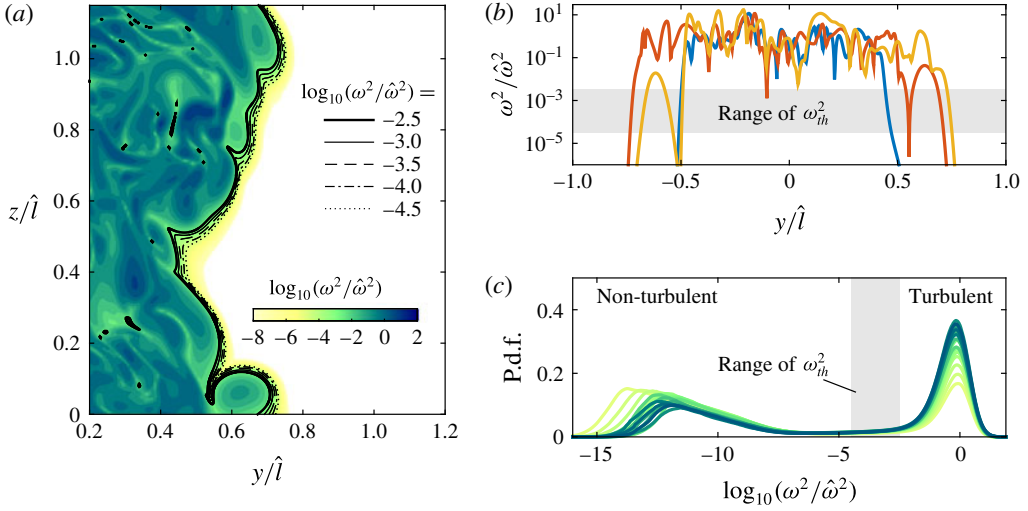 (a)
1.0
0.8
0.6
z/l̂
0.4
0.2
0
0.2 0.4 0.6 0.8 1.0 1.2
y/l̂
log10(ω²/ω̂²) =
−2.5
−3.0
−3.5
−4.0
−4.5
log10(ω²/ω̂²)
−8 −6 −4 −2 0 2
(b)
10¹
10⁻¹
10⁻³
10⁻⁵
ω²/ω̂²
Range of ω²th
−1.0 −0.5 0 0.5 1.0
y/l̂
(c)
0.4
0.2
0
P.d.f.
Non-turbulent
Turbulent
Range of ω²th
−15 −10 −5 0
log10(ω²/ω̂²)